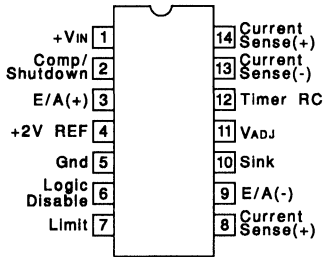 +VIN 1
Comp/
Shutdown 2
E/A(+) 3
+2V REF 4
Gnd 5
Logic
Disable 6
Limit 7
14 Current
Sense(+)
13 Current
Sense(-)
12 Timer RC
11 VADJ
10 Sink
9 E/A(-)
8 Current
Sense(+)